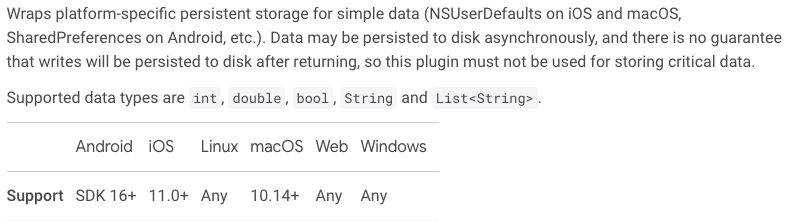 Wraps platform-specific persistent storage for simple data (NSUserDefaults on iOS and macOS,
SharedPreferences on Android, etc.). Data may be persisted to disk asynchronously, and there is no guarantee
that writes will be persisted to disk after returning, so this plugin must not be used for storing critical data.
Supported data types are int, double, bool, String and List<String>.
Android iOS Linux macOS Web Windows
Support SDK 16+ 11.0+ Any 10.14+ Any Any